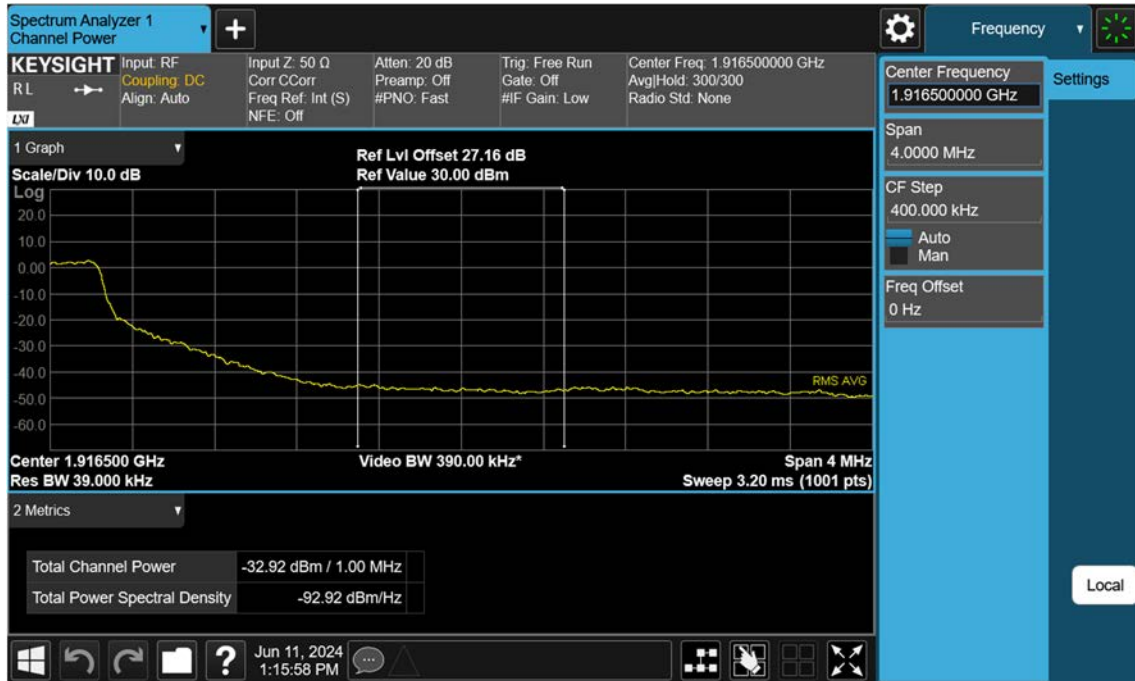 Spectrum Analyzer 1
Channel Power
+
Frequency
KEYSIGHT
R L
LXI
Input: RF
Coupling: DC
Align: Auto
Input Z: 50 Ω
Corr CCorr
Freq Ref: Int (S)
NFE: Off
Atten: 20 dB
Preamp: Off
#PNO: Fast
Trig: Free Run
Gate: Off
#IF Gain: Low
Center Freq: 1.916500000 GHz
Avg|Hold: 300/300
Radio Std: None
Center Frequency
1.916500000 GHz
Settings
Span
4.0000 MHz
CF Step
400.000 kHz
Auto
Man
Freq Offset
0 Hz
Local
1 Graph
Scale/Div 10.0 dB
Ref Lvl Offset 27.16 dB
Ref Value 30.00 dBm
Log
20.0
10.0
0.00
-10.0
-20.0
-30.0
-40.0
-50.0
-60.0
RMS AVG
Center 1.916500 GHz
Video BW 390.00 kHz*
Span 4 MHz
Res BW 39.000 kHz
Sweep 3.20 ms (1001 pts)
2 Metrics
Total Channel Power -32.92 dBm / 1.00 MHz
Total Power Spectral Density -92.92 dBm/Hz
?
Jun 11, 2024
1:15:58 PM